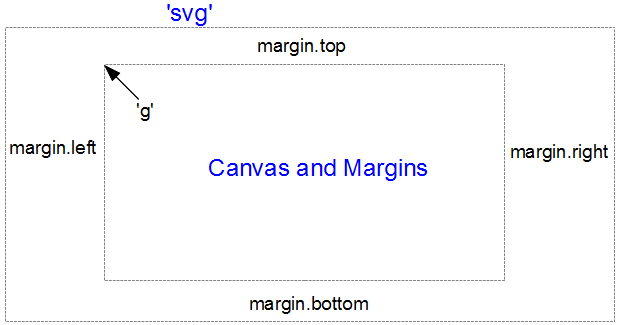 'svg'
margin.top
'g'
margin.left
margin.right
Canvas and Margins
margin.bottom